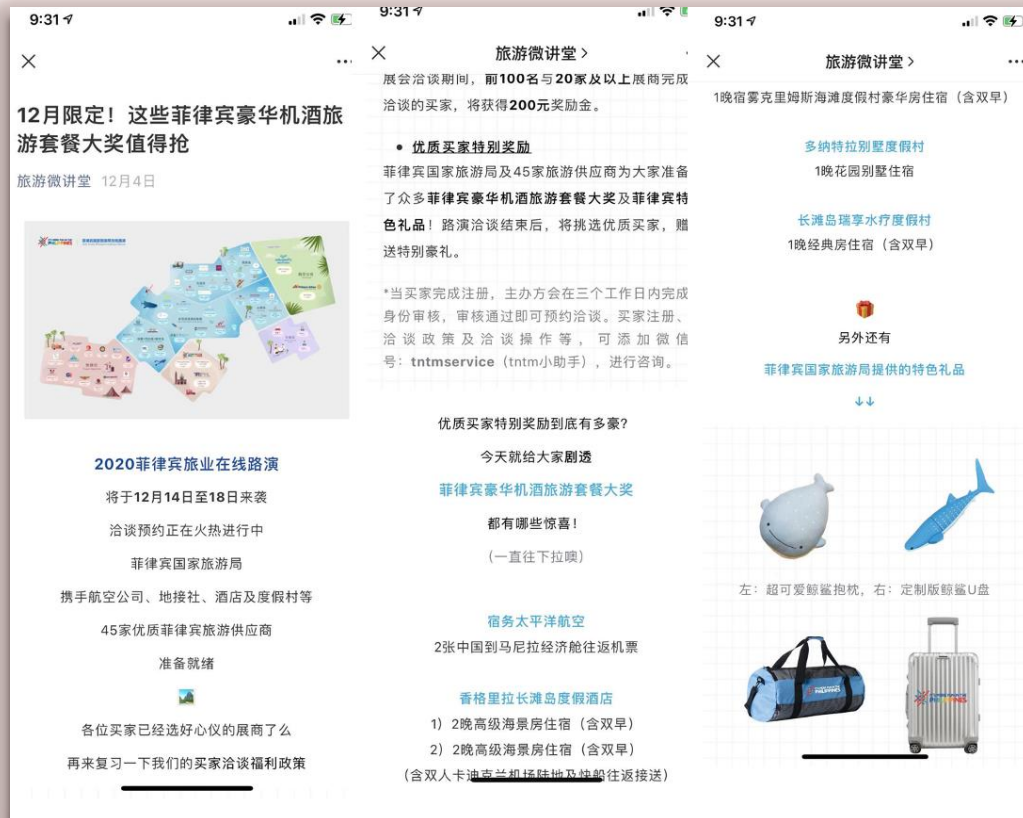 9:31
12月限定！这些菲律宾豪华机酒旅
游套餐大奖值得抢
旅游微讲堂 12月4日
2020菲律宾旅业在线路演
将于12月14日至18日来袭
洽谈预约正在火热进行中
菲律宾国家旅游局
携手航空公司、地接社、酒店及度假村等
45家优质菲律宾旅游供应商
准备就绪
各位买家已经选好心仪的展商了么
再来复习一下我们的买家洽谈福利政策
9:31
旅游微讲堂
展会洽谈期间，前100名与20家及以上展商完成
洽谈的买家，将获得200元奖励金。
• 优质买家特别奖励
菲律宾国家旅游局及45家旅游供应商为大家准备
了众多菲律宾豪华机酒旅游套餐大奖及菲律宾特
色礼品！路演洽谈结束后，将挑选优质买家，赠
送特别豪礼。
*当买家完成注册，主办方会在三个工作日内完成
身份审核，审核通过即可预约洽谈。买家注册、
洽谈政策及洽谈操作等，可添加微信
号：tntmservice（tntm小助手），进行咨询。
优质买家特别奖励到底有多豪？
今天就给大家剧透
菲律宾豪华机酒旅游套餐大奖
都有哪些惊喜！
（一直往下拉噢）
宿务太平洋航空
2张中国到马尼拉经济舱往返机票
香格里拉长滩岛度假酒店
1）2晚高级海景房住宿（含双早）
2）2晚高级海景房住宿（含双早）
（含双人卡迪克兰机场陆地及快船往返接送）
9:31
旅游微讲堂
1晚宿雾克里姆斯海滩度假村豪华房住宿（含双早）
多纳特拉别墅度假村
1晚花园别墅住宿
长滩岛瑞享水疗度假村
1晚经典房住宿（含双早）
另外还有
菲律宾国家旅游局提供的特色礼品
↓↓
左：超可爱鲸鲨抱枕，右：定制版鲸鲨U盘
PHILIPPINES
PHILIPPINES